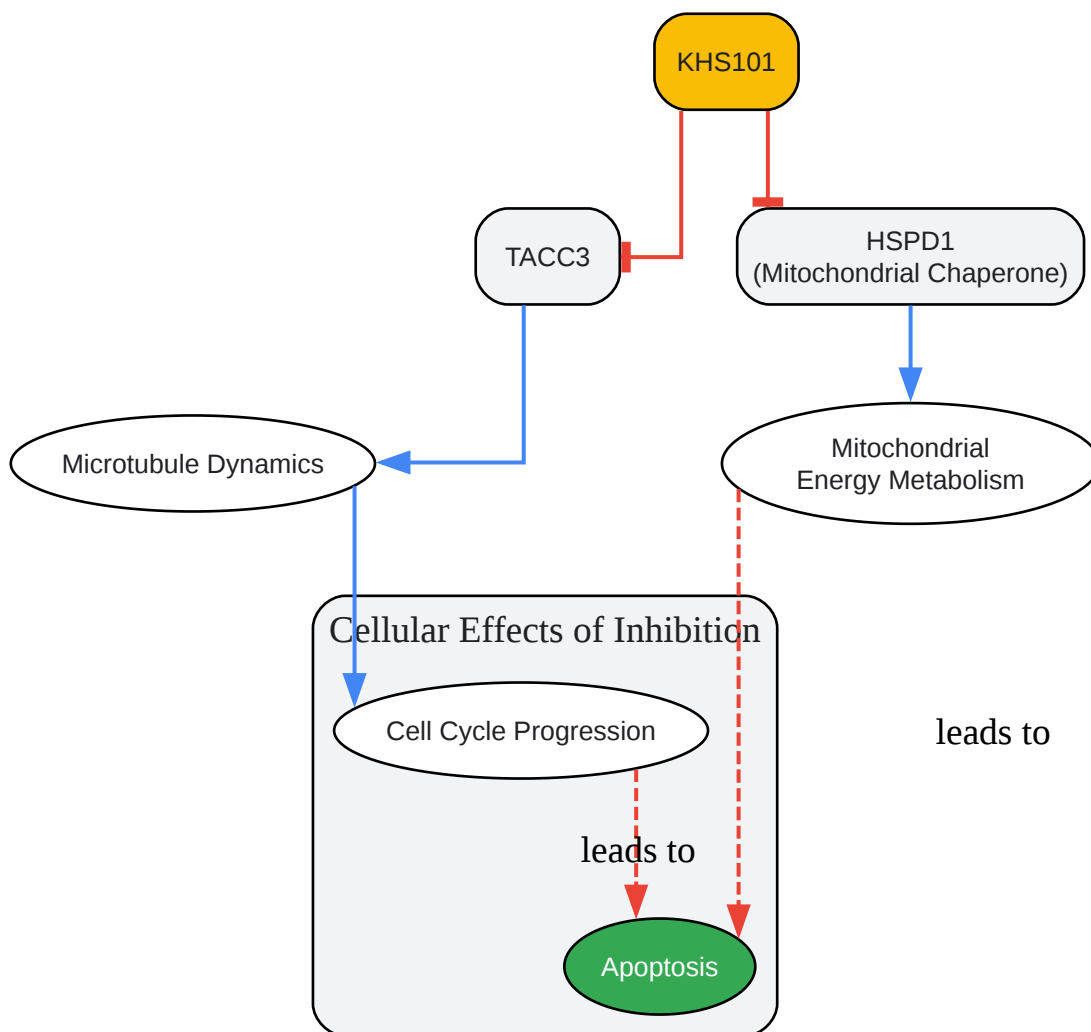 KHS101
TACC3
HSPD1
(Mitochondrial Chaperone)
Microtubule Dynamics
Mitochondrial
Energy Metabolism
Cellular Effects of Inhibition
Cell Cycle Progression
leads to
leads to
Apoptosis